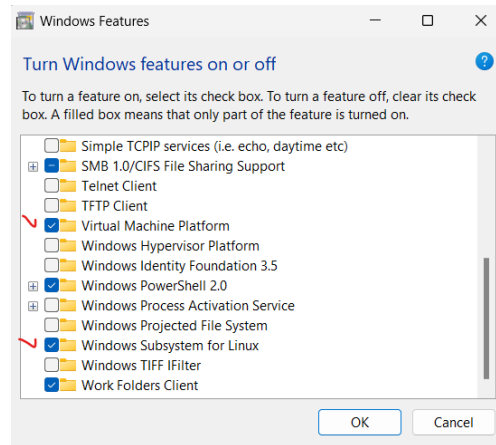 Windows Features
Turn Windows features on or off
To turn a feature on, select its check box. To turn a feature off, clear its check
box. A filled box means that only part of the feature is turned on.
Simple TCPIP services (i.e. echo, daytime etc)
SMB 1.0/CIFS File Sharing Support
Telnet Client
TFTP Client
Virtual Machine Platform
Windows Hypervisor Platform
Windows Identity Foundation 3.5
Windows PowerShell 2.0
Windows Process Activation Service
Windows Projected File System
Windows Subsystem for Linux
Windows TIFF IFilter
Work Folders Client
OK Cancel